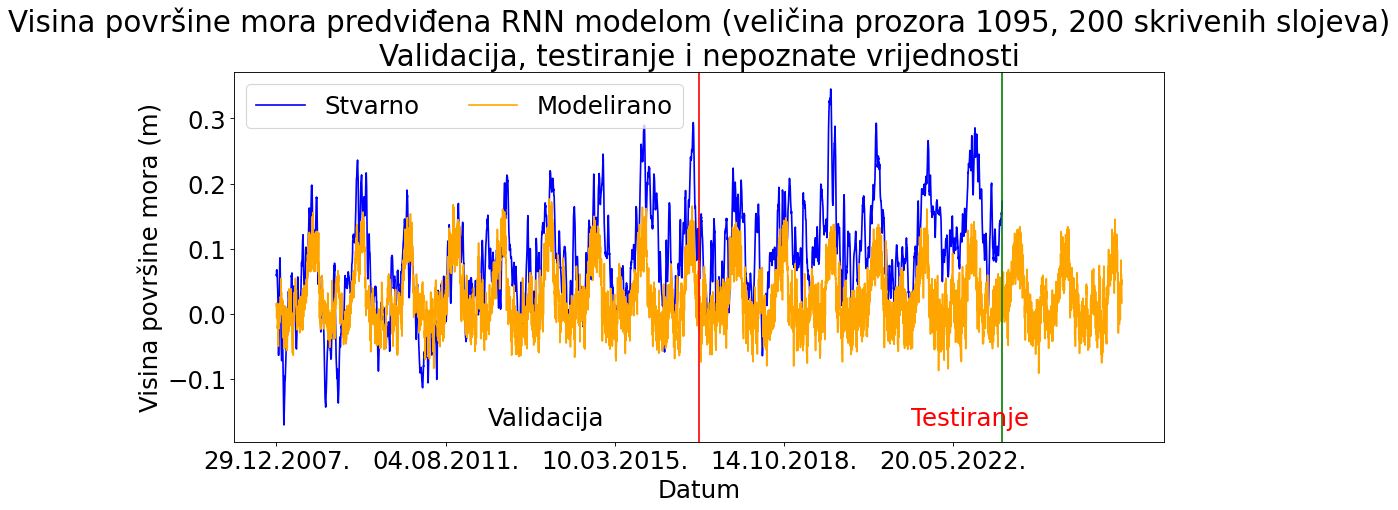 Visina površine mora predviđena RNN modelom (veličina prozora 1095, 200 skrivenih slojeva)
Validacija, testiranje i nepoznate vrijednosti
Stvarno
Modelirano
Visina površine mora (m)
0.3
0.2
0.1
0.0
−0.1
Validacija
Testiranje
29.12.2007.
04.08.2011.
10.03.2015.
14.10.2018.
20.05.2022.
Datum